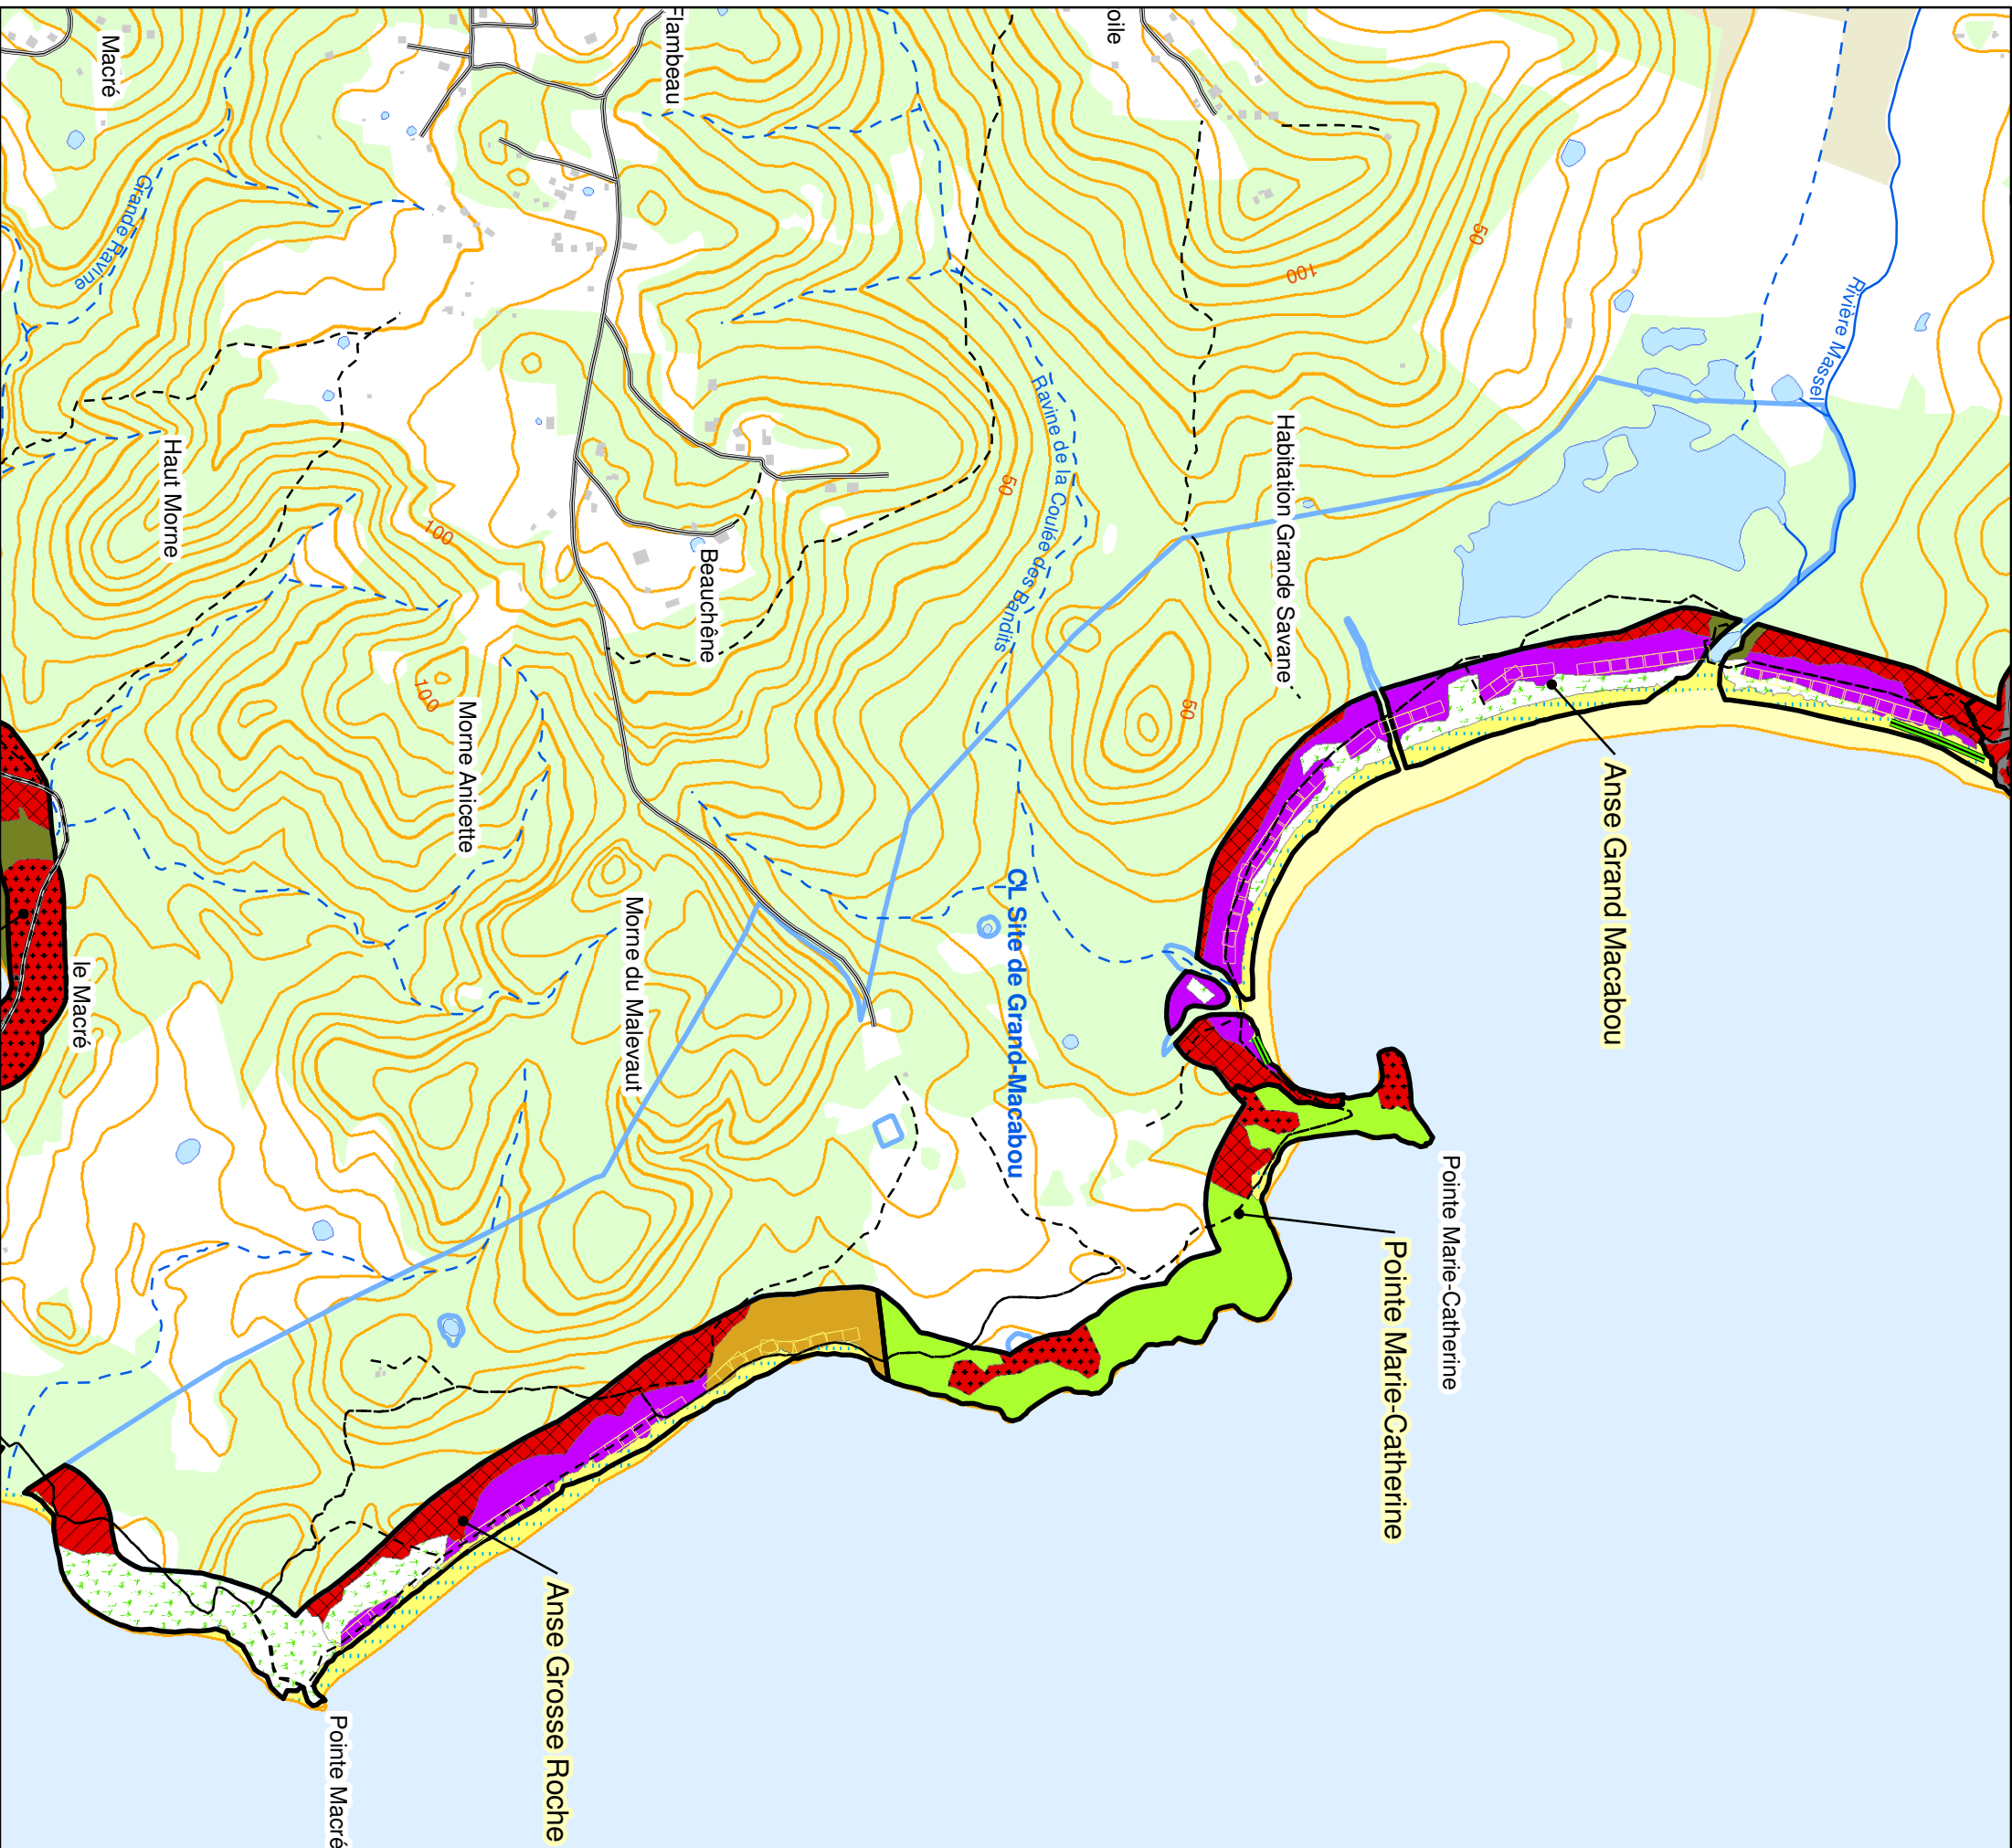 Macré
Flambeau
oile
Grande Ravine
50
100
Rivière Massel
Haut Morne
100
Beauchêne
50
Ravine de la Coulée des Bandits
Habitation Grande Savane
100
Morne Anicette
50
Anse Grand Macabou
le Macré
Morne du Malevaut
CL Site de Grand-Macabou
Pointe Marie-Catherine
Pointe Marie-Catherine
Anse Grosse Roche
Pointe Macré